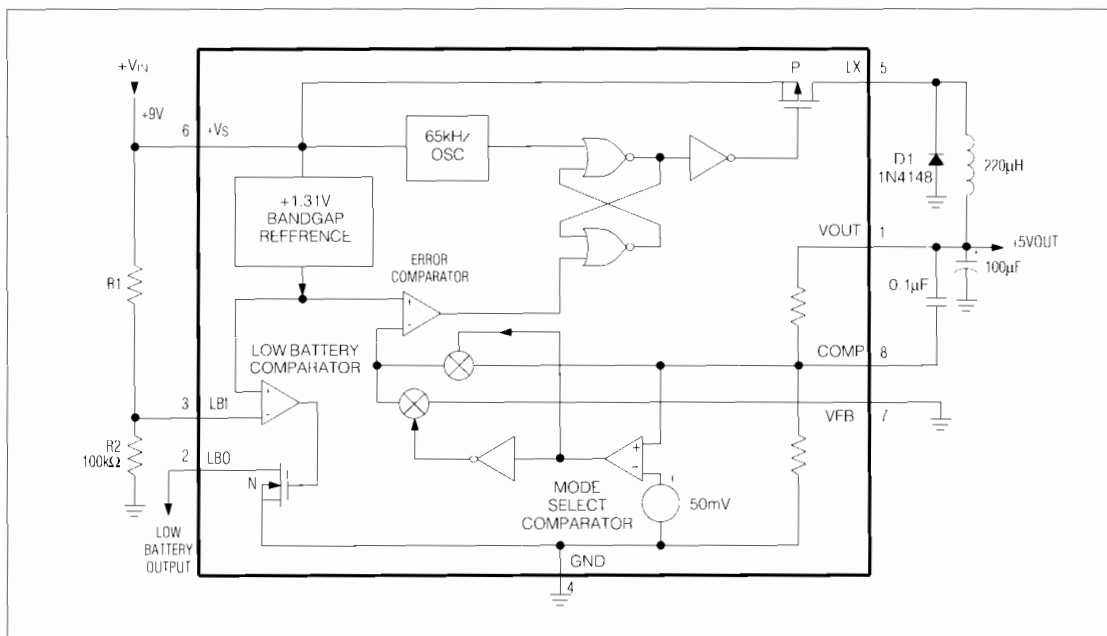 +VIN
+9V
6 +VS
65kHz
OSC
P
LX 5
D1
1N4148
220µH
+1.31V
BANDGAP
REFFRENCE
VOUT 1
+5VOUT
+
100µF
0.1µF
R1
ERROR
COMPARATOR
+
-
LOW BATTERY
COMPARATOR
COMP 8
VFB 7
+
-
3 LB1
R2
100kΩ
2 LBO
N
LOW
BATTERY
OUTPUT
+
-
+
MODE
SELECT
COMPARATOR
50mV
GND
4